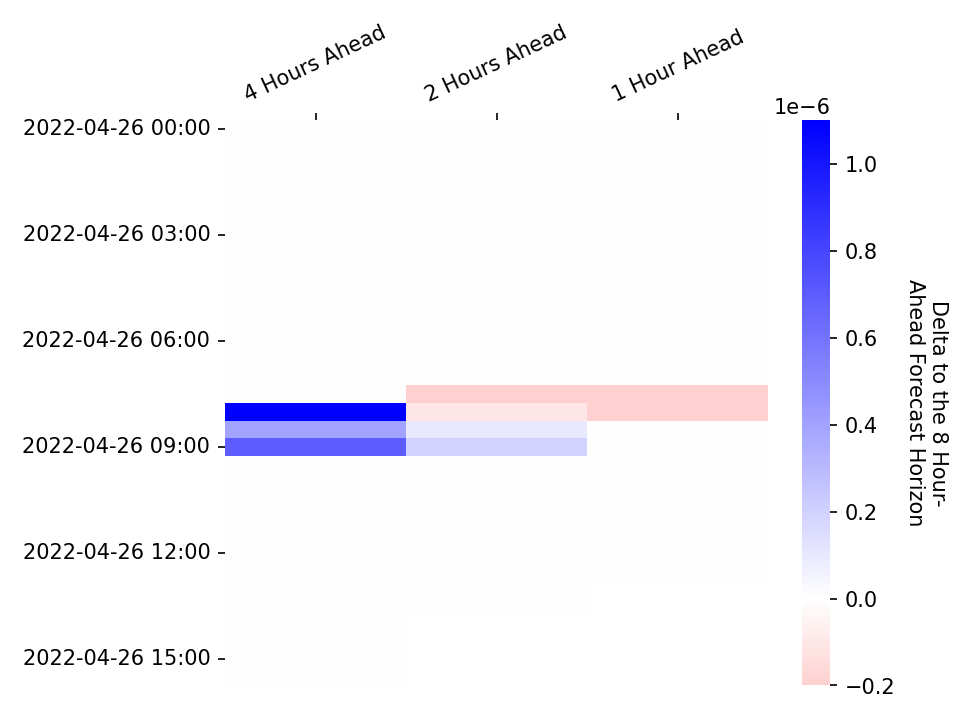 4 Hours Ahead
2 Hours Ahead
1 Hour Ahead
2022-04-26 00:00
2022-04-26 03:00
2022-04-26 06:00
2022-04-26 09:00
2022-04-26 12:00
2022-04-26 15:00
1e−6
1.0
0.8
0.6
0.4
0.2
0.0
−0.2
Delta to the 8 Hour-
Ahead Forecast Horizon